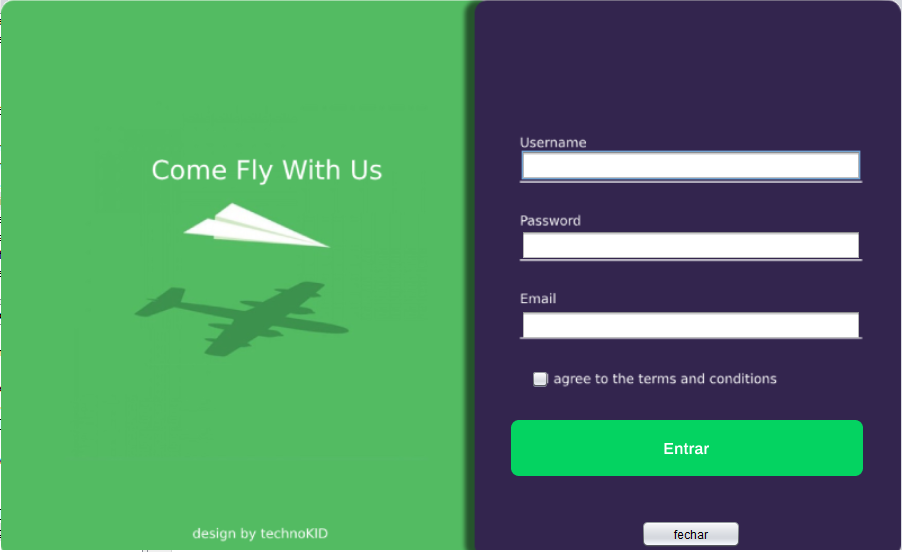 Come Fly With Us
design by technoKID
Username
Password
Email
agree to the terms and conditions
Entrar
fechar